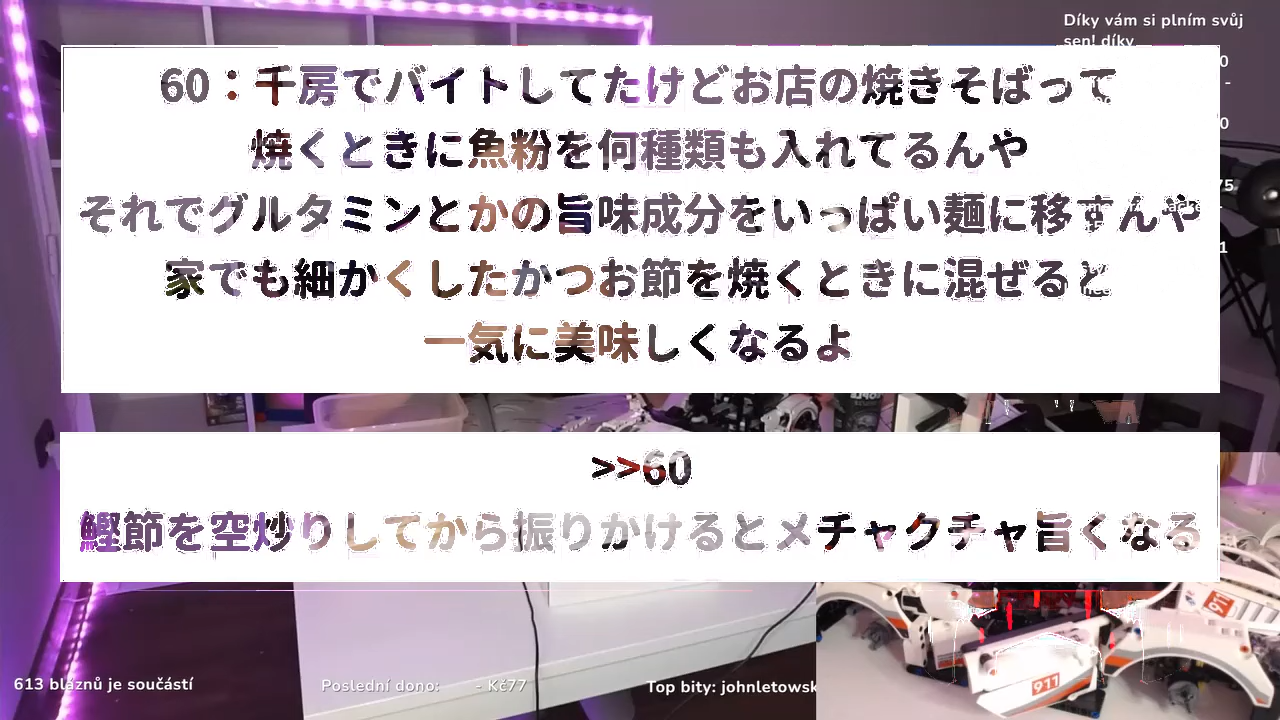 Díky vám si plním svůj
sen! díky
60：千房でバイトしてたけどお店の焼きそばって
焼くときに魚粉を何種類も入れてるんや
それでグルタミンとかの旨味成分をいっぱい麺に移すんや
家でも細かくしたかつお節を焼くときに混ぜると
一気に美味しくなるよ
>>60
鰹節を空炒りしてから振りかけるとメチャクチャ旨くなる
911
911
613 bláznů je součástí
Poslední dono: - Kč77
Top bity: johnletowsk